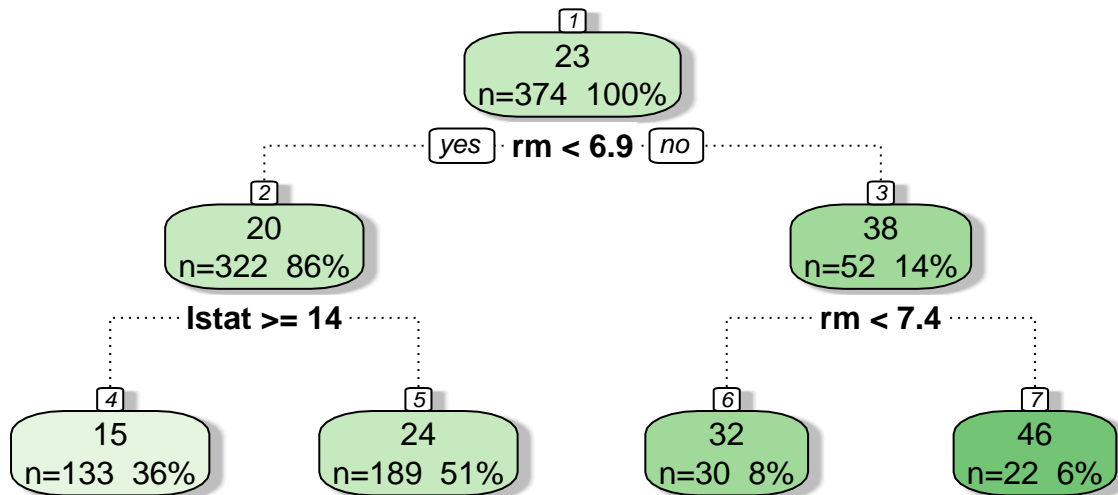 1
23
n=374 100%
yes rm < 6.9 no
2
20
n=322 86%
3
38
n=52 14%
lstat >= 14
rm < 7.4
4
15
n=133 36%
5
24
n=189 51%
6
32
n=30 8%
7
46
n=22 6%